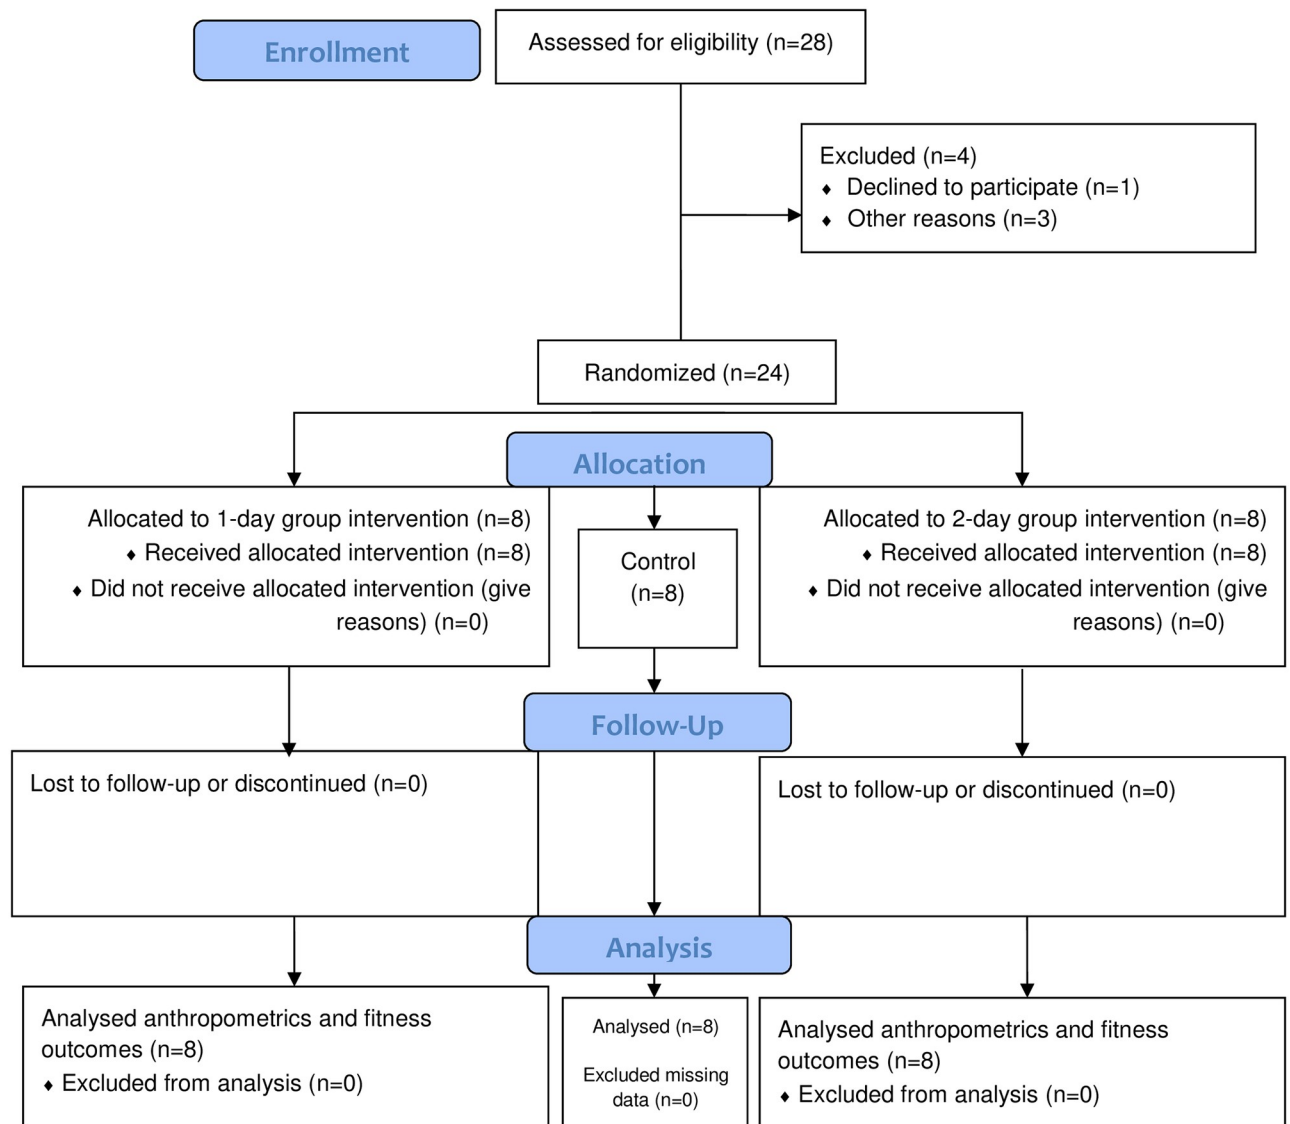 Enrollment
Assessed for eligibility (n=28)
Excluded (n=4)
♦ Declined to participate (n=1)
♦ Other reasons (n=3)
Randomized (n=24)
Allocation
Allocated to 1-day group intervention (n=8)
♦ Received allocated intervention (n=8)
♦ Did not receive allocated intervention (give
reasons) (n=0)
Control
(n=8)
Allocated to 2-day group intervention (n=8)
♦ Received allocated intervention (n=8)
♦ Did not receive allocated intervention (give
reasons) (n=0)
Follow-Up
Lost to follow-up or discontinued (n=0)
Lost to follow-up or discontinued (n=0)
Analysis
Analysed anthropometrics and fitness
outcomes (n=8)
♦ Excluded from analysis (n=0)
Analysed (n=8)
Excluded missing
data (n=0)
Analysed anthropometrics and fitness
outcomes (n=8)
♦ Excluded from analysis (n=0)